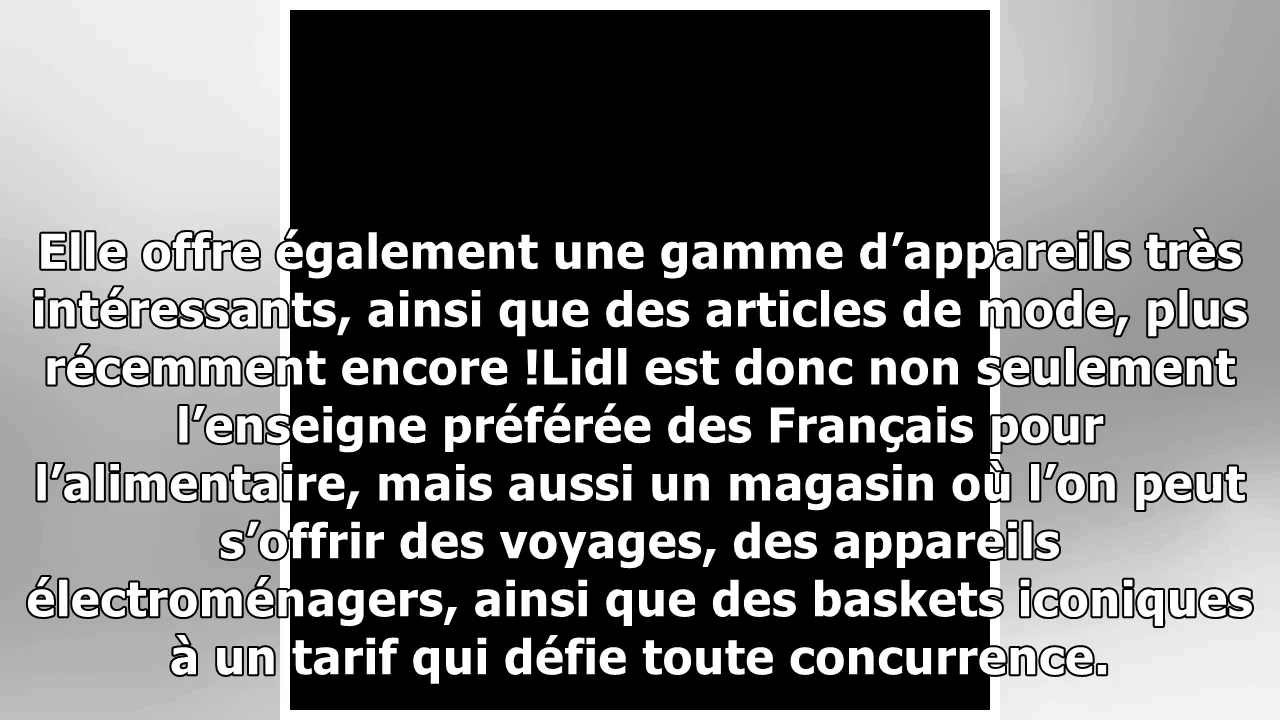 Elle offre également une gamme d’appareils très
intéressants, ainsi que des articles de mode, plus
récemment encore !Lidl est donc non seulement
l’enseigne préférée des Français pour
l’alimentaire, mais aussi un magasin où l’on peut
s’offrir des voyages, des appareils
électroménagers, ainsi que des baskets iconiques
à un tarif qui défie toute concurrence.